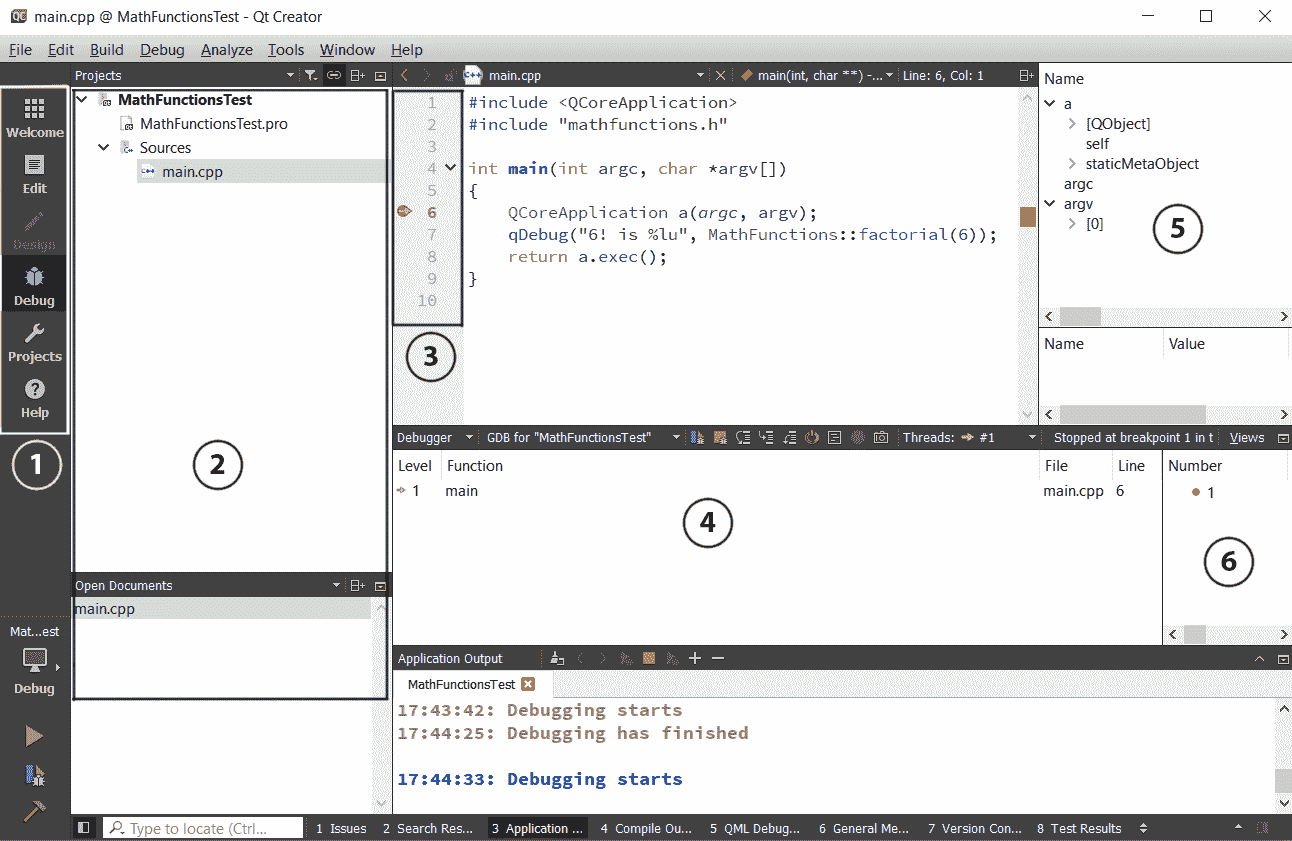 main.cpp @ MathFunctionsTest - Qt Creator
File Edit Build Debug Analyze Tools Window Help
Welcome
Edit
Design
Debug
Projects
Help
1
Mat...est
Debug
Projects
MathFunctionsTest
MathFunctionsTest.pro
Sources
main.cpp
2
Open Documents
main.cpp
main.cpp main(int, char **) -... Line: 6, Col: 1
1 #include <QCoreApplication>
2 #include "mathfunctions.h"
3
4 int main(int argc, char *argv[])
5 {
6 QCoreApplication a(argc, argv);
7 qDebug("6! is %lu", MathFunctions::factorial(6));
8 return a.exec();
9 }
10
3
Name
a
[QObject]
self
staticMetaObject
argc
argv
[0]
5
Name Value
Debugger GDB for "MathFunctionsTest" Threads: #1 Stopped at breakpoint 1 in t Views
Level Function File Line Number
1 main main.cpp 6 1
4
6
Application Output
MathFunctionsTest
17:43:42: Debugging starts
17:44:25: Debugging has finished
17:44:33: Debugging starts
Type to locate (Ctrl... 1 Issues 2 Search Res... 3 Application ... 4 Compile Ou... 5 QML Debug... 6 General Me... 7 Version Con... 8 Test Results